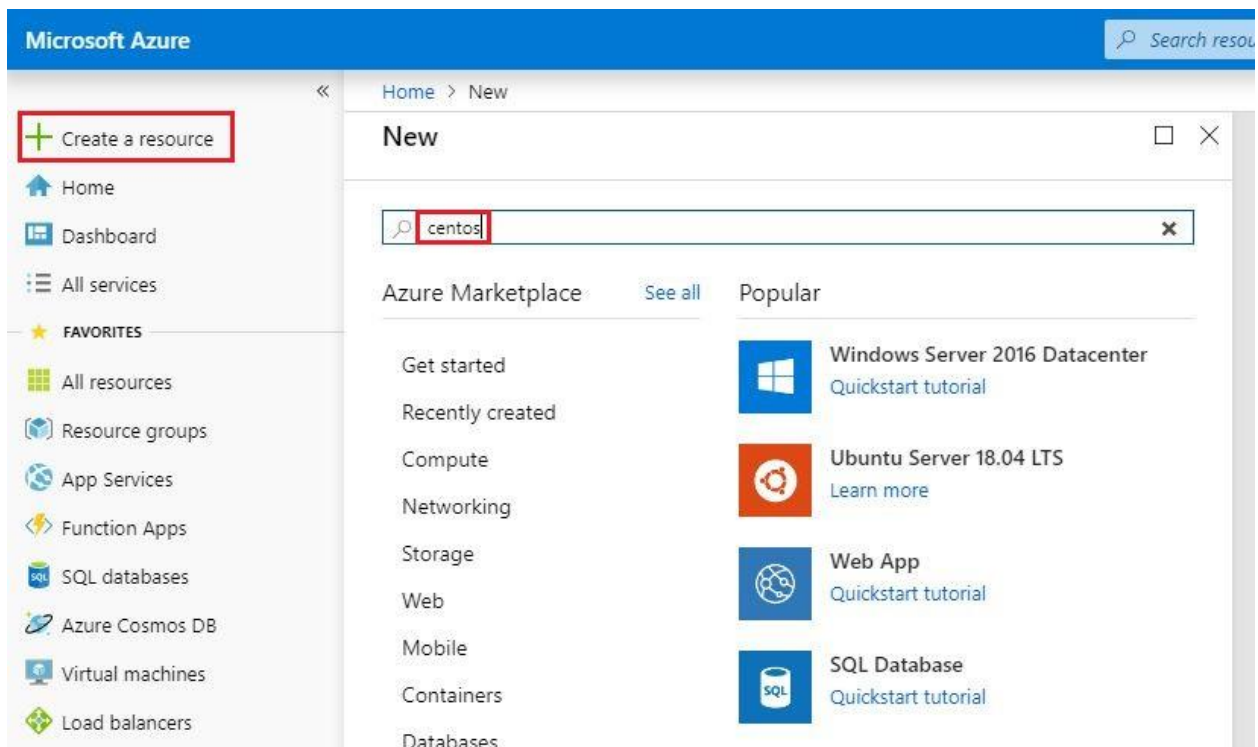 Microsoft Azure
Search resou
«
Home > New
Create a resource
New
Home
centos
Dashboard
All services
Azure Marketplace
See all
Popular
FAVORITES
All resources
Resource groups
App Services
Function Apps
SQL databases
Azure Cosmos DB
Virtual machines
Load balancers
Get started
Recently created
Compute
Networking
Storage
Web
Mobile
Containers
Databases
Windows Server 2016 Datacenter
Quickstart tutorial
Ubuntu Server 18.04 LTS
Learn more
Web App
Quickstart tutorial
SQL
SQL Database
Quickstart tutorial